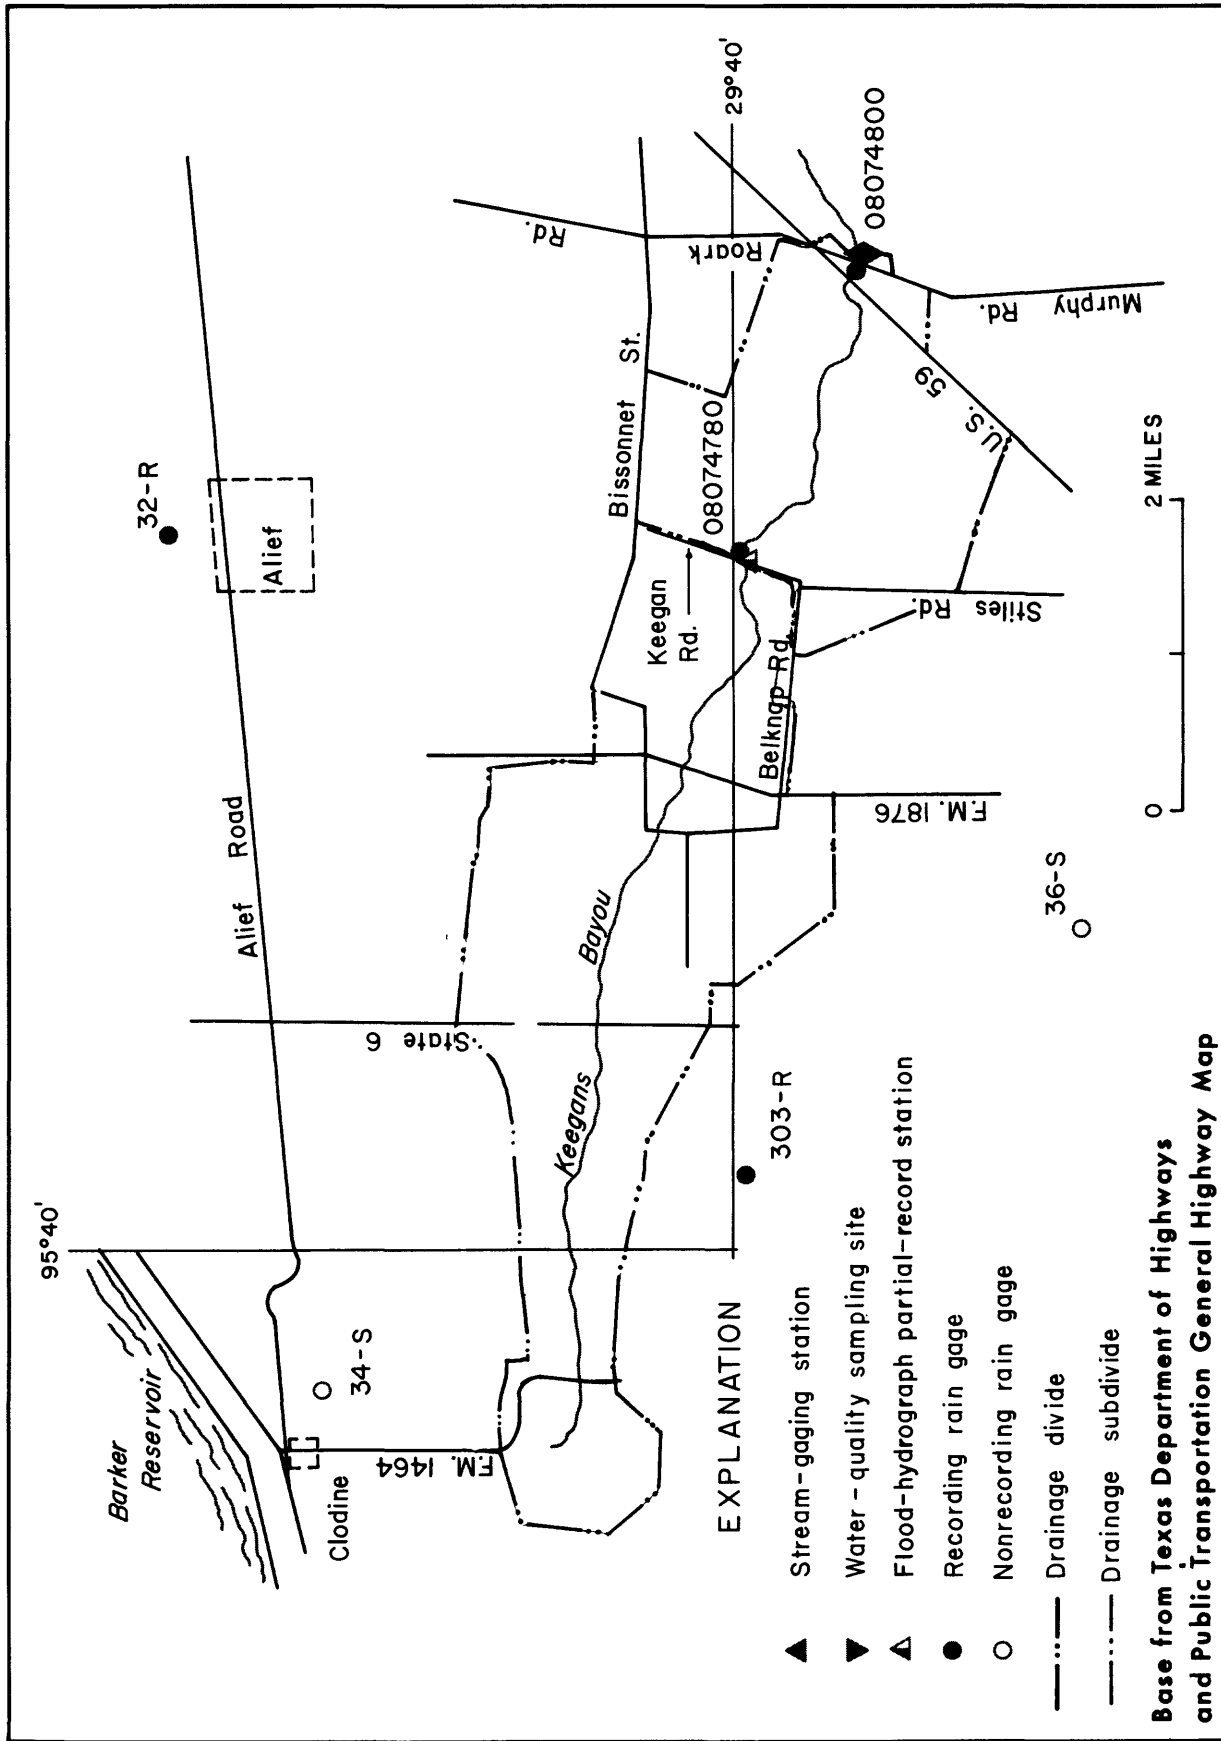 95°40'
Barker
Reservoir
Clodine
34-S
F.M. 1464
Alief Road
State 6
Keegans Bayou
32-R
Alief
Bissonnet St.
Keegan
Rd.
Belknap Rd.
F.M. 1876
08074780
Roark Rd.
29°40'
08074800
Murphy Rd.
U.S. 59
Stiles Rd.
303-R
36-S
0 2 MILES
EXPLANATION
Stream-gaging station
Water-quality sampling site
Flood-hydrograph partial-record station
Recording rain gage
Nonrecording rain gage
Drainage divide
Drainage subdivide
Base from Texas Department of Highways
and Public Transportation General Highway Map